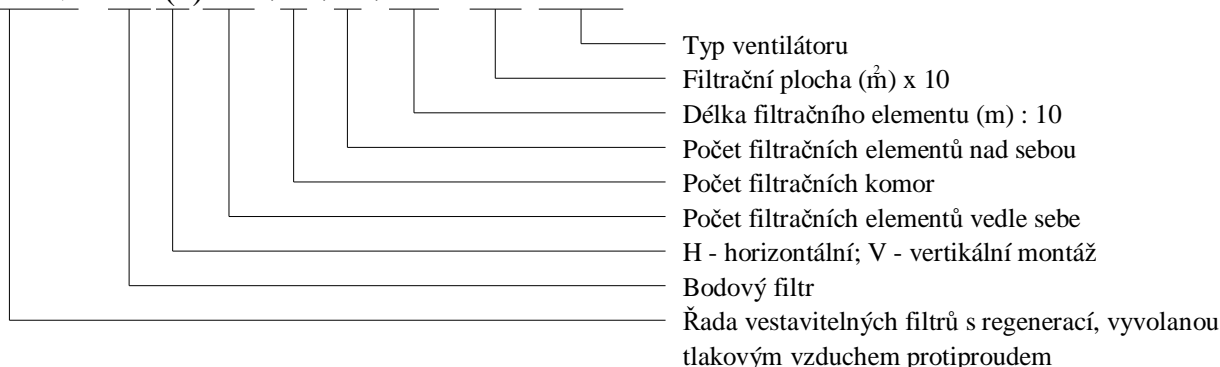 Typ ventilátoru
Filtrační plocha (m²) x 10
Délka filtračního elementu (m) : 10
Počet filtračních elementů nad sebou
Počet filtračních komor
Počet filtračních elementů vedle sebe
H - horizontální; V - vertikální montáž
Bodový filtr
Řada vestavitelných filtrů s regenerací, vyvolanou
tlakovým vzduchem protiproudem